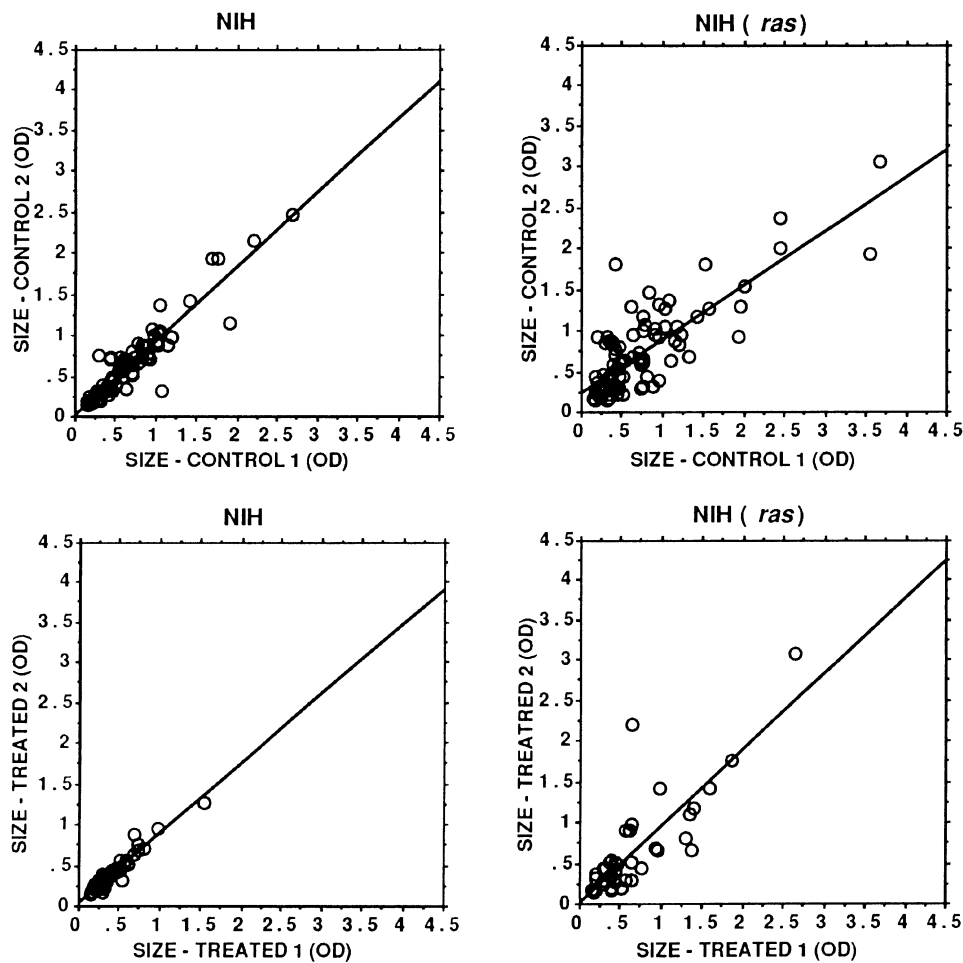 NIH
4.5
4
3.5
3
2.5
2
1.5
1
.5
0
SIZE - CONTROL 2 (OD)
0 .5 1 1.5 2 2.5 3 3.5 4 4.5
SIZE - CONTROL 1 (OD)
NIH ( ras )
4.5
4
3.5
3
2.5
2
1.5
1
.5
0
SIZE - CONTROL 2 (OD)
0 .5 1 1.5 2 2.5 3 3.5 4 4.5
SIZE - CONTROL 1 (OD)
NIH
4.5
4
3.5
3
2.5
2
1.5
1
.5
0
SIZE - TREATED 2 (OD)
0 .5 1 1.5 2 2.5 3 3.5 4 4.5
SIZE - TREATED 1 (OD)
NIH ( ras )
4.5
4
3.5
3
2.5
2
1.5
1
.5
0
SIZE - TREATRED 2 (OD)
0 .5 1 1.5 2 2.5 3 3.5 4 4.5
SIZE - TREATED 1 (OD)